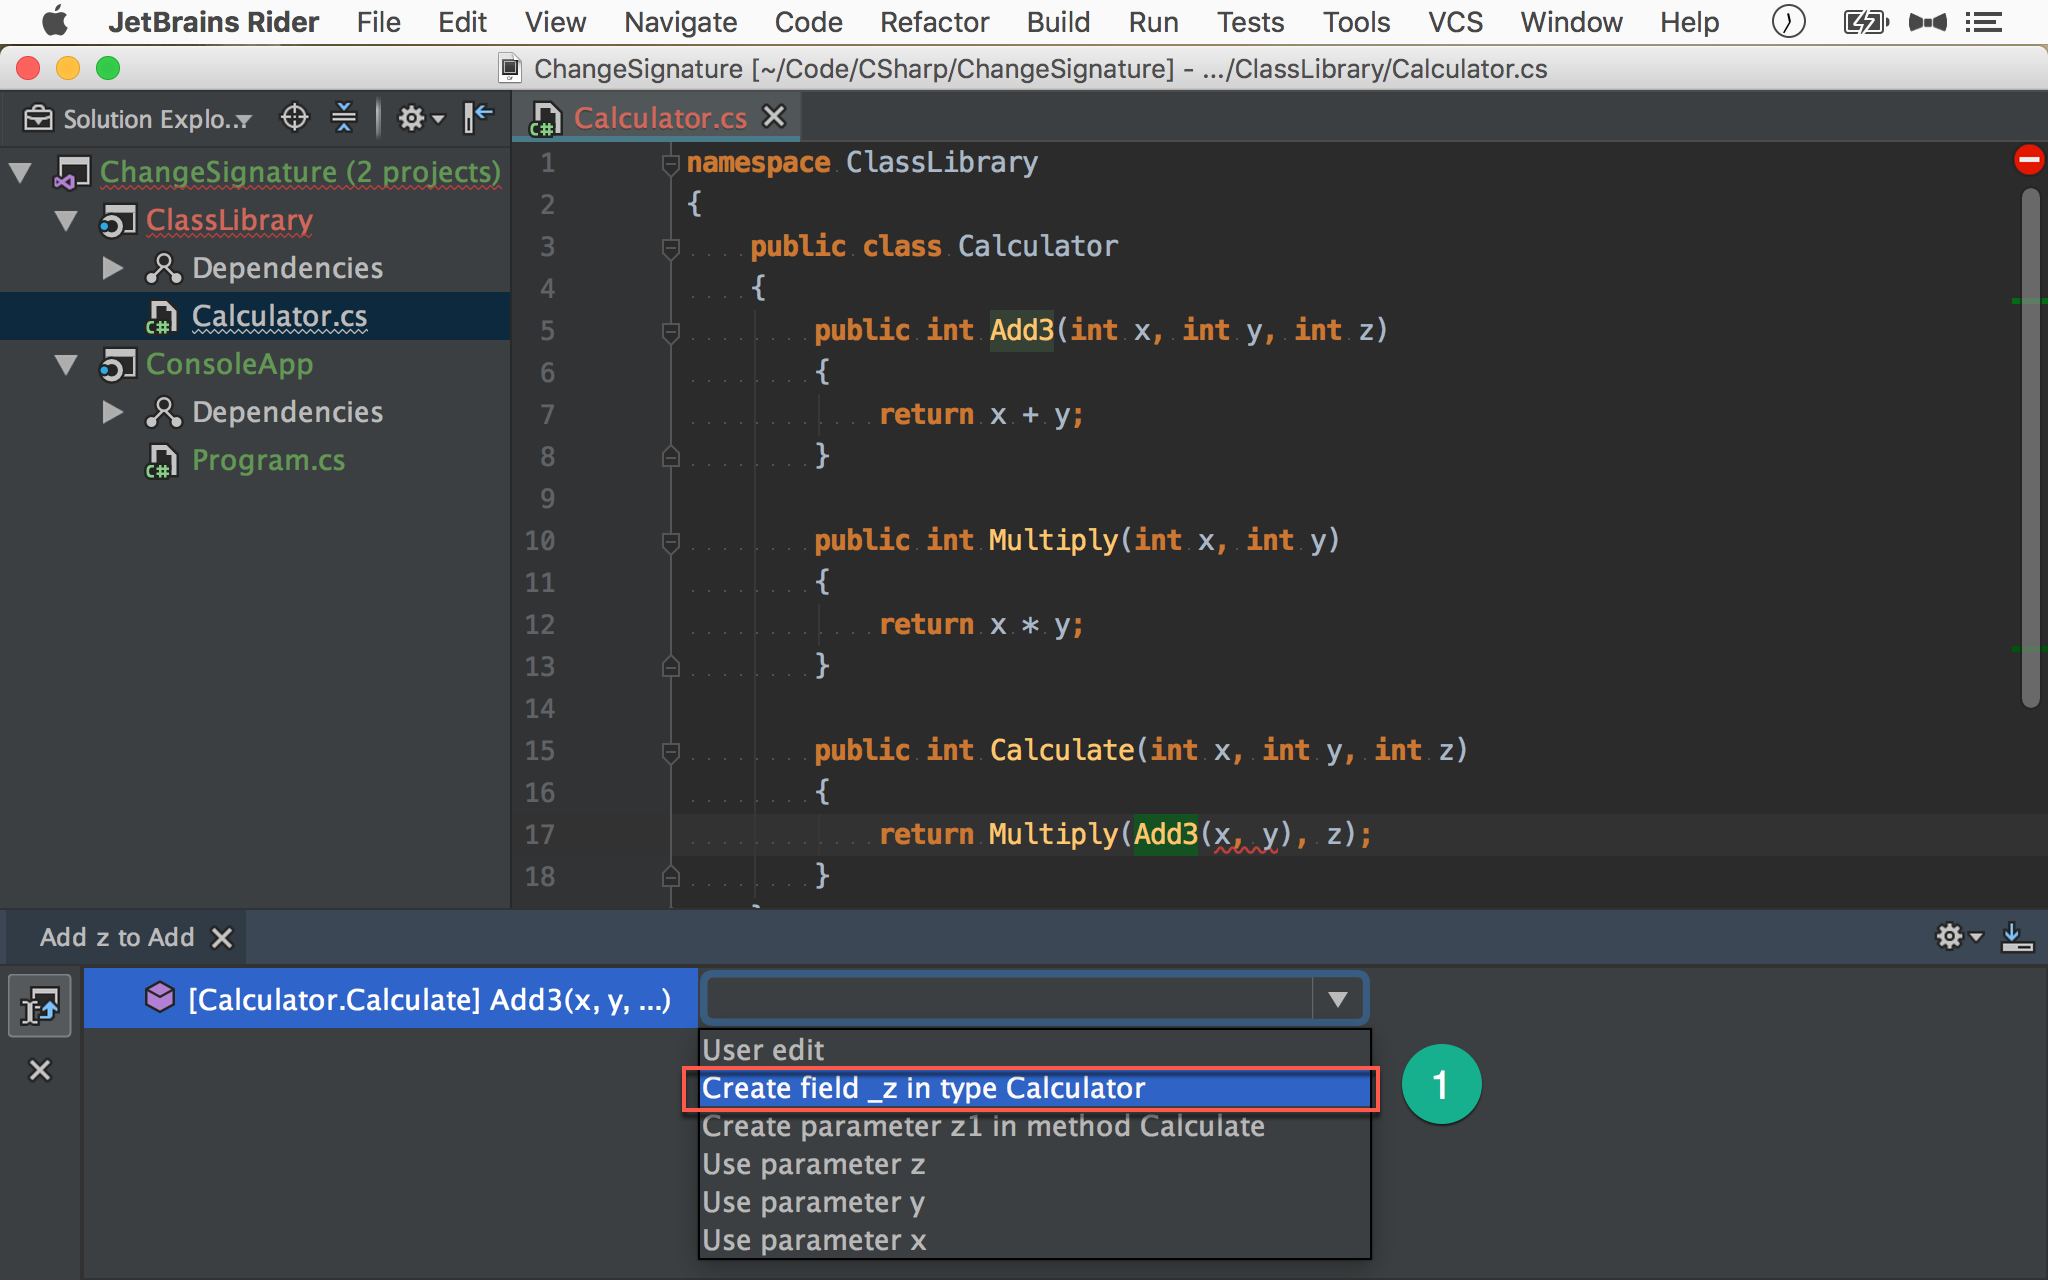 JetBrains Rider File Edit View Navigate Code Refactor Build Run Tests Tools VCS Window Help
ChangeSignature [~/Code/CSharp/ChangeSignature] - .../ClassLibrary/Calculator.cs
Solution Explo...
ChangeSignature (2 projects)
ClassLibrary
Dependencies
C# Calculator.cs
ConsoleApp
Dependencies
C# Program.cs
C# Calculator.cs
1 namespace ClassLibrary
2 {
3 public class Calculator
4 {
5 public int Add3(int x, int y, int z)
6 {
7 return x + y;
8 }
9
10 public int Multiply(int x, int y)
11 {
12 return x * y;
13 }
14
15 public int Calculate(int x, int y, int z)
16 {
17 return Multiply(Add3(x, y), z);
18 }
Add z to Add
[Calculator.Calculate] Add3(x, y, ...)
User edit
Create field _z in type Calculator
1
Create parameter z1 in method Calculate
Use parameter z
Use parameter y
Use parameter x